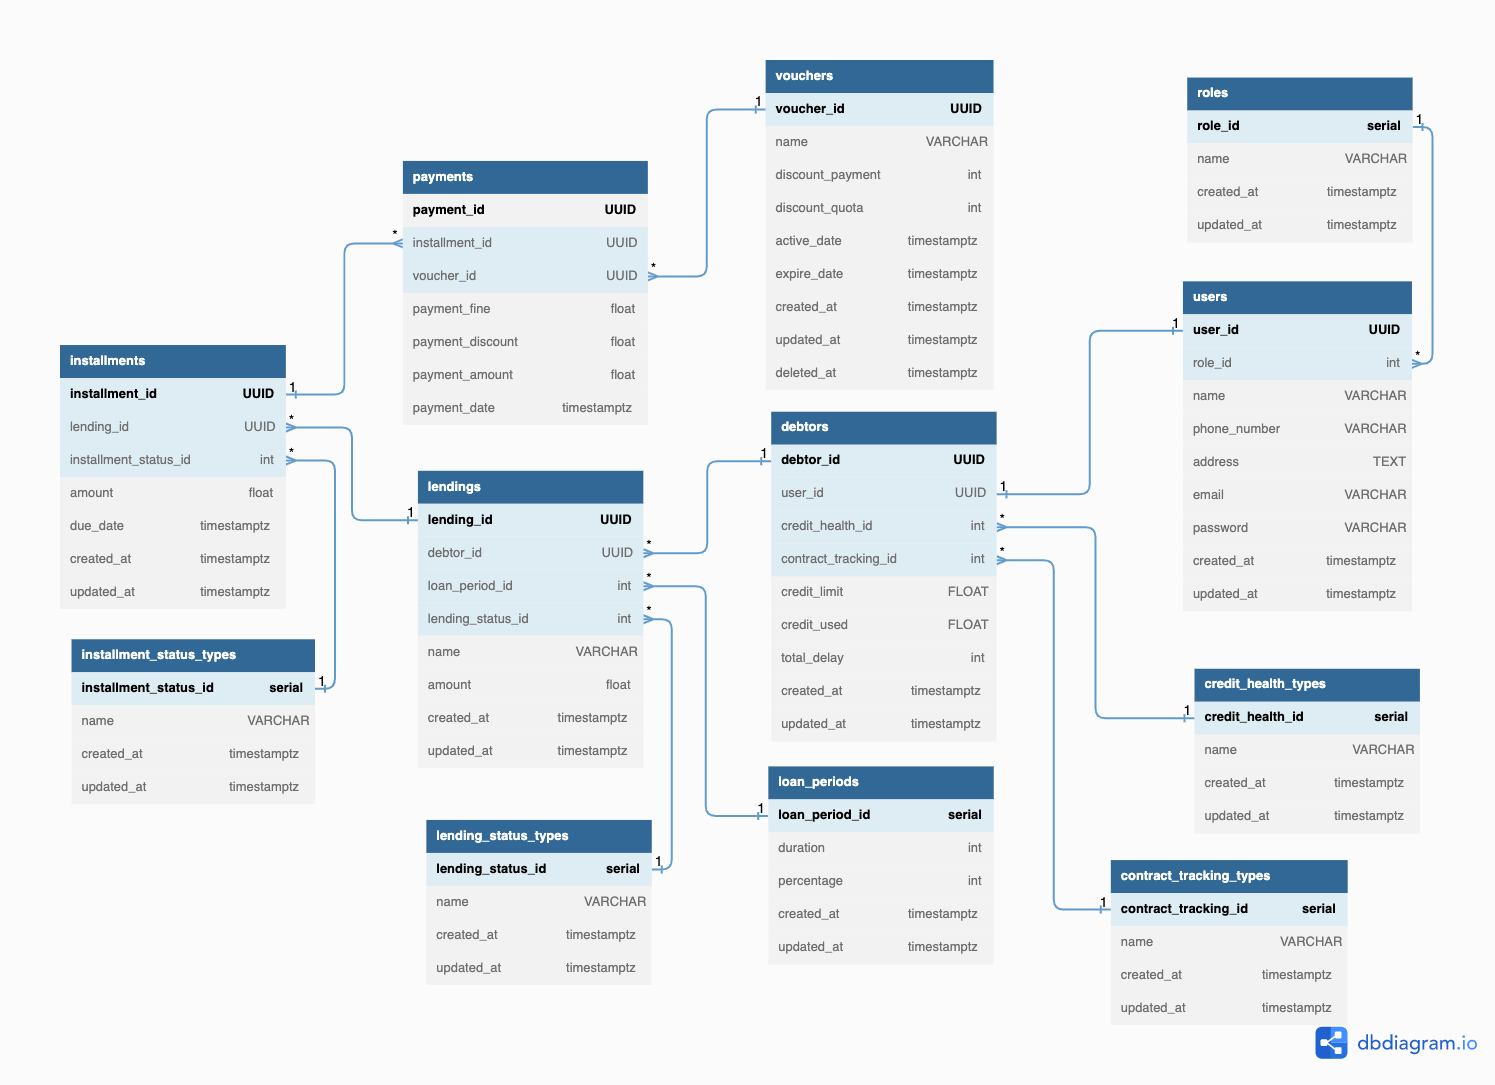 vouchers
voucher_id UUID
name VARCHAR
discount_payment int
discount_quota int
active_date timestamptz
expire_date timestamptz
created_at timestamptz
updated_at timestamptz
deleted_at timestamptz
1
roles
role_id serial
name VARCHAR
created_at timestamptz
updated_at timestamptz
1
payments
payment_id UUID
installment_id UUID
voucher_id UUID
payment_fine float
payment_discount float
payment_amount float
payment_date timestamptz
*
*
users
user_id UUID
role_id int
name VARCHAR
phone_number VARCHAR
address TEXT
email VARCHAR
password VARCHAR
created_at timestamptz
updated_at timestamptz
1
*
installments
installment_id UUID
lending_id UUID
installment_status_id int
amount float
due_date timestamptz
created_at timestamptz
updated_at timestamptz
1
*
*
debtors
debtor_id UUID
user_id UUID
credit_health_id int
contract_tracking_id int
credit_limit FLOAT
credit_used FLOAT
total_delay int
created_at timestamptz
updated_at timestamptz
1
1
*
*
lendings
lending_id UUID
debtor_id UUID
loan_period_id int
lending_status_id int
name VARCHAR
amount float
created_at timestamptz
updated_at timestamptz
1
*
*
*
installment_status_types
installment_status_id serial
name VARCHAR
created_at timestamptz
updated_at timestamptz
1
credit_health_types
credit_health_id serial
name VARCHAR
created_at timestamptz
updated_at timestamptz
1
loan_periods
loan_period_id serial
duration int
percentage int
created_at timestamptz
updated_at timestamptz
1
lending_status_types
lending_status_id serial
name VARCHAR
created_at timestamptz
updated_at timestamptz
1
contract_tracking_types
contract_tracking_id serial
name VARCHAR
created_at timestamptz
updated_at timestamptz
1
dbdiagram.io